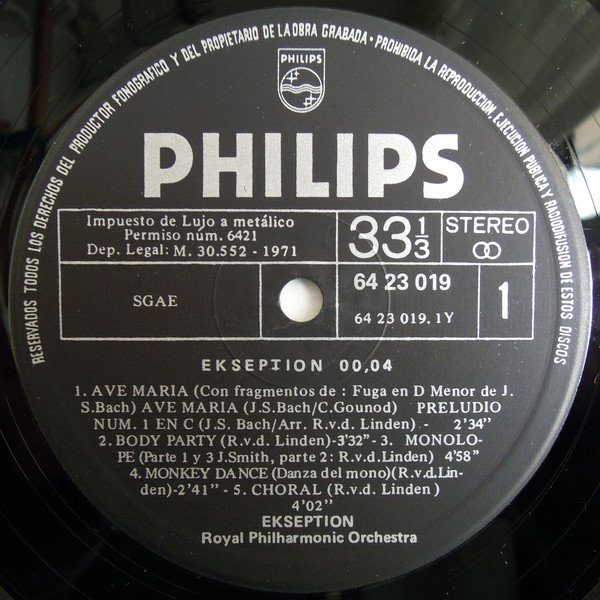 RESERVADOS TODOS LOS DERECHOS DEL PRODUCTOR FONOGRAFICO Y DEL PROPIETARIO DE LA OBRA GRABADA · PROHIBIDA LA REPRODUCCION, EJECUCION PUBLICA Y RADIODIFUSION DE ESTOS DISCOS
PHILIPS
PHILIPS
Impuesto de Lujo a metálico
Permiso núm. 6421
Dep. Legal: M. 30.552 - 1971
33 1/3
STEREO
SGAE
64 23 019
64 23 019. 1Y
1
EKSEPTION 00,04
1. AVE MARIA (Con fragmentos de : Fuga en D Menor de J.
S.Bach) AVE MARIA (J.S.Bach/C.Gounod) PRELUDIO
NUM. 1 EN C (J.S.Bach/Arr. R.v.d. Linden) - 2'34"
2. BODY PARTY (R.v.d. Linden)-3'32"- 3. MONOLO-
PE (Parte 1 y 3 J.Smith, parte 2: R.v.d. Linden) 4'58"
4. MONKEY DANCE (Danza del mono)(R.v.d.Lin-
den)-2'41" - 5. CHORAL (R.v.d. Linden )
4'02"
EKSEPTION
Royal Philharmonic Orchestra